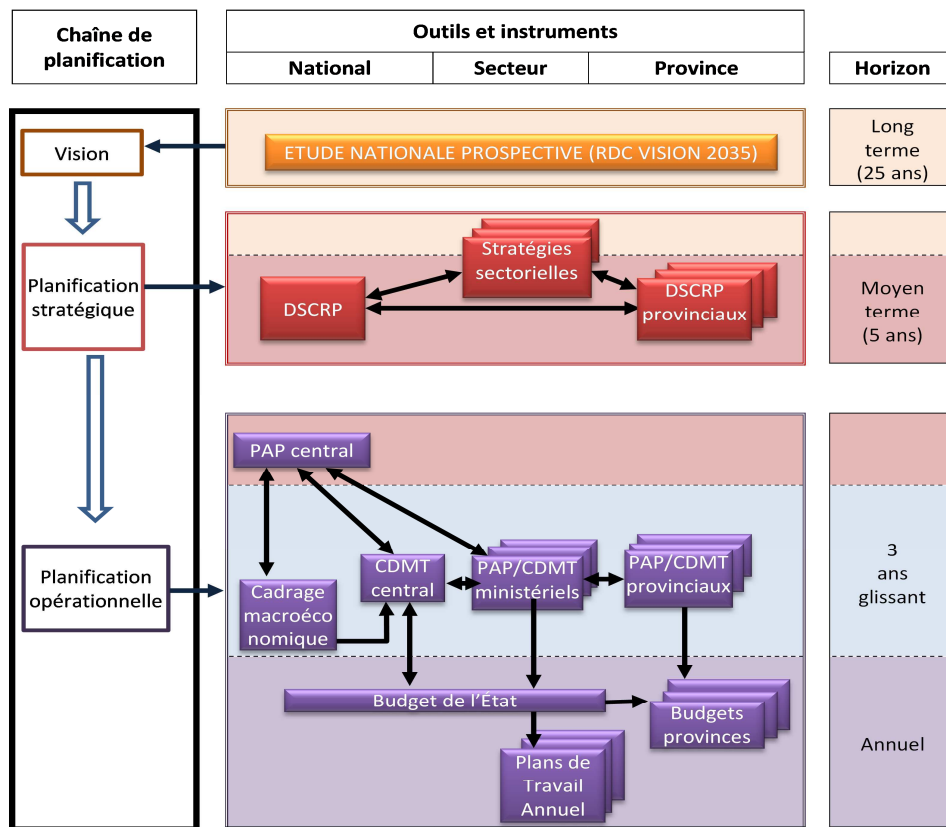 Chaîne de
planification
Outils et instruments
National
Secteur
Province
Horizon
Vision
ETUDE NATIONALE PROSPECTIVE (RDC VISION 2035)
Long
terme
(25 ans)
Planification
stratégique
Stratégies
sectorielles
DSCRP
DSCRP
provinciaux
Moyen
terme
(5 ans)
PAP central
Planification
opérationnelle
Cadrage
macroéco
nomique
CDMT
central
PAP/CDMT
ministériels
PAP/CDMT
provinciaux
3
ans
glissant
Budget de l’État
Budgets
provinces
Plans de
Travail
Annuel
Annuel